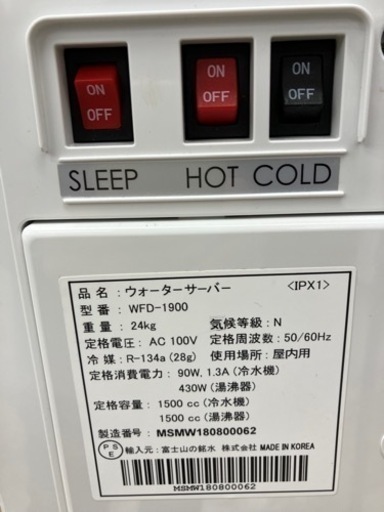 ON ON ON
OFF OFF OFF
SLEEP HOT COLD
品 名 : ウォーターサーバー <IPX1>
型 番 : WFD-1900
重 量 : 24kg 気候等級 : N
定格電圧 : AC 100V 定格周波数 : 50/60Hz
冷 媒 : R-134a (28g) 使用場所 : 屋内用
定格消費電力 : 90W, 1.3A (冷水機)
430W (湯沸器)
定格容量 : 1500 cc (冷水機)
1500 cc (湯沸器)
製造番号 : MSMW180800062
P S E 輸入元 : 富士山の銘水 株式会社 MADE IN KOREA
MSMW180800062